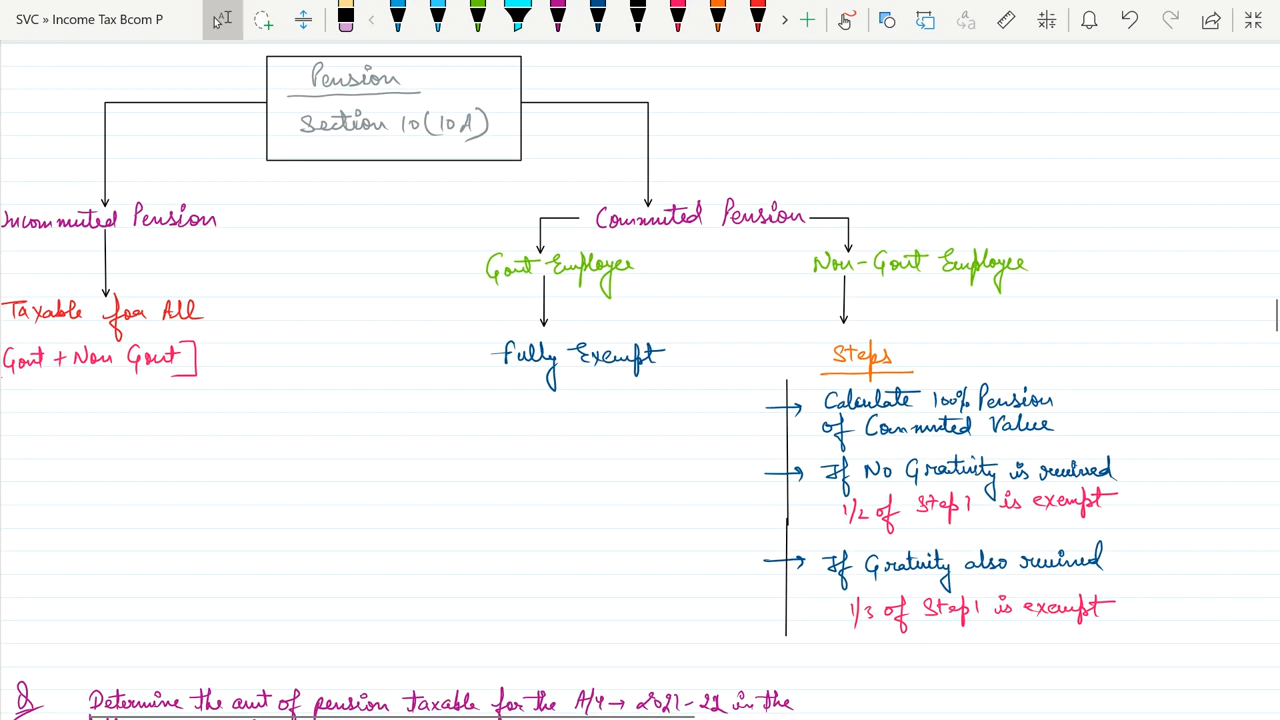 SVC » Income Tax Bcom P
Pension
Section 10(10A)
Uncommuted Pension
Commuted Pension
Govt Employee
Non-Govt Employee
Taxable for All
Govt + Non Govt]
Fully Exempt
Steps
Calculate 100% Pension
of Commuted Value
If No Gratuity is received
1/2 of Step 1 is exempt
If Gratuity also received
1/3 of Step 1 is exempt
Q Determine the amt of pension taxable for the A/Y → 2021-22 in the